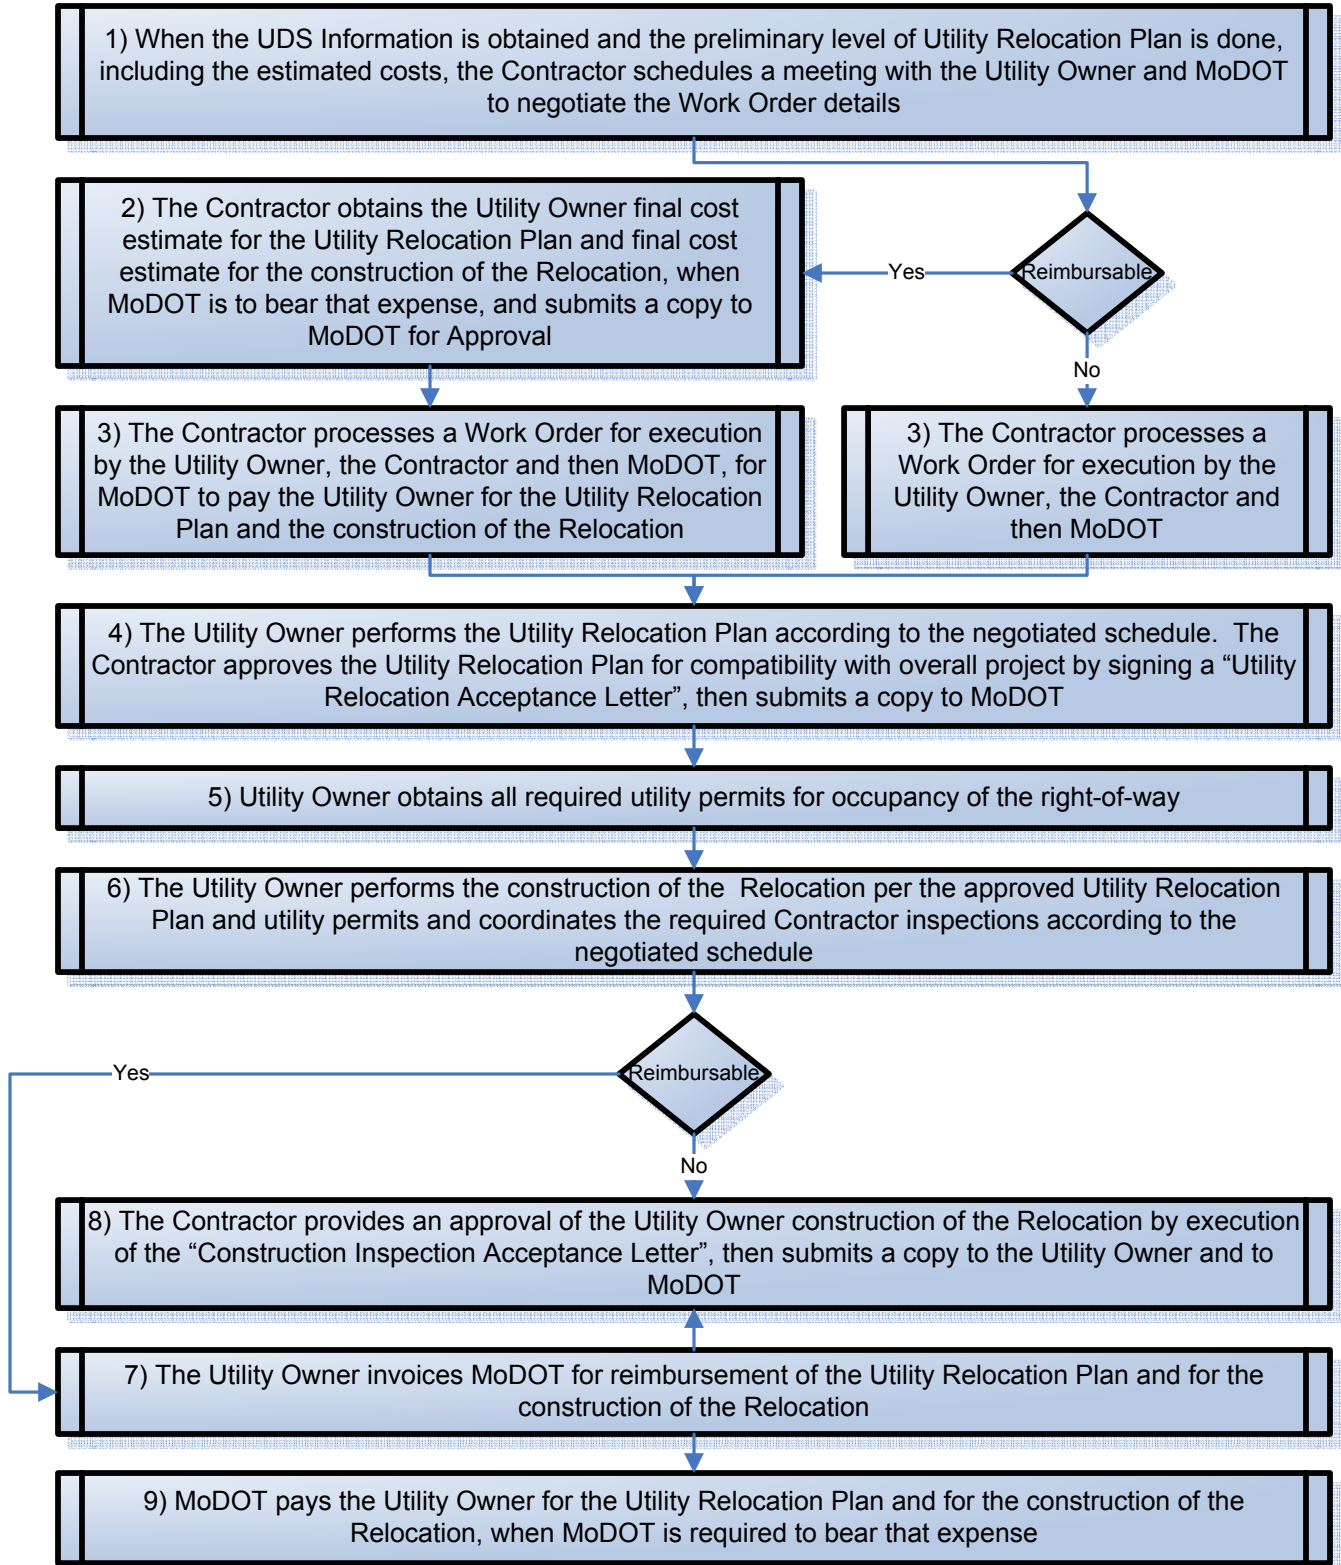 1) When the UDS Information is obtained and the preliminary level of Utility Relocation Plan is done,
including the estimated costs, the Contractor schedules a meeting with the Utility Owner and MoDOT
to negotiate the Work Order details
2) The Contractor obtains the Utility Owner final cost
estimate for the Utility Relocation Plan and final cost
estimate for the construction of the Relocation, when
MoDOT is to bear that expense, and submits a copy to
MoDOT for Approval
Yes
Reimbursable
No
3) The Contractor processes a Work Order for execution
by the Utility Owner, the Contractor and then MoDOT, for
MoDOT to pay the Utility Owner for the Utility Relocation
Plan and the construction of the Relocation
3) The Contractor processes a
Work Order for execution by the
Utility Owner, the Contractor and
then MoDOT
4) The Utility Owner performs the Utility Relocation Plan according to the negotiated schedule.  The
Contractor approves the Utility Relocation Plan for compatibility with overall project by signing a “Utility
Relocation Acceptance Letter”, then submits a copy to MoDOT
5) Utility Owner obtains all required utility permits for occupancy of the right-of-way
6) The Utility Owner performs the construction of the  Relocation per the approved Utility Relocation
Plan and utility permits and coordinates the required Contractor inspections according to the
negotiated schedule
Yes
Reimbursable
No
8) The Contractor provides an approval of the Utility Owner construction of the Relocation by execution
of the “Construction Inspection Acceptance Letter”, then submits a copy to the Utility Owner and to
MoDOT
7) The Utility Owner invoices MoDOT for reimbursement of the Utility Relocation Plan and for the
construction of the Relocation
9) MoDOT pays the Utility Owner for the Utility Relocation Plan and for the construction of the
Relocation, when MoDOT is required to bear that expense